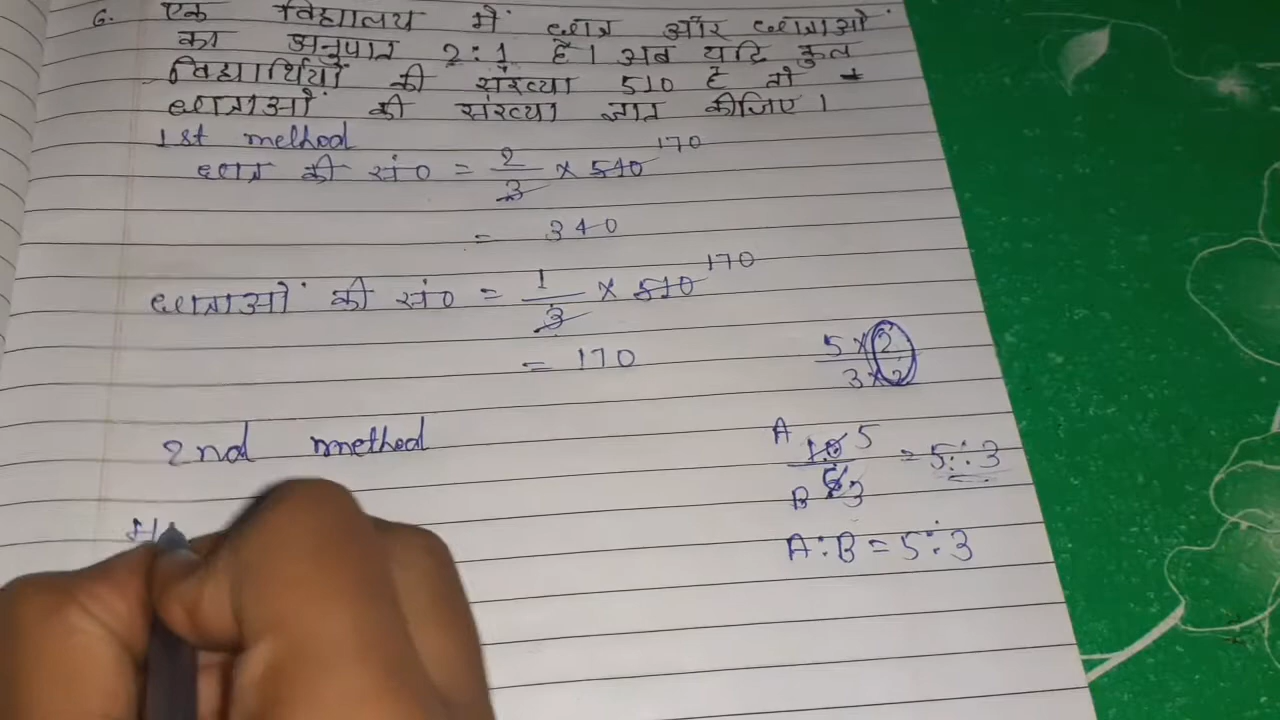 6. एक विद्यालय में छात्र और छात्राओं
का अनुपात 2:1 है। अब यदि कुल
विद्यार्थियों की संख्या 510 है तो
छात्राओं की संख्या ज्ञात कीजिए।
1st method
छात्र की सं० = 2/3 × 510 170
= 340
छात्राओं की सं० = 1/3 × 510 170
= 170
5×2
3×2
2nd method
A 10 5
B 6 3 = 5:3
A:B = 5:3